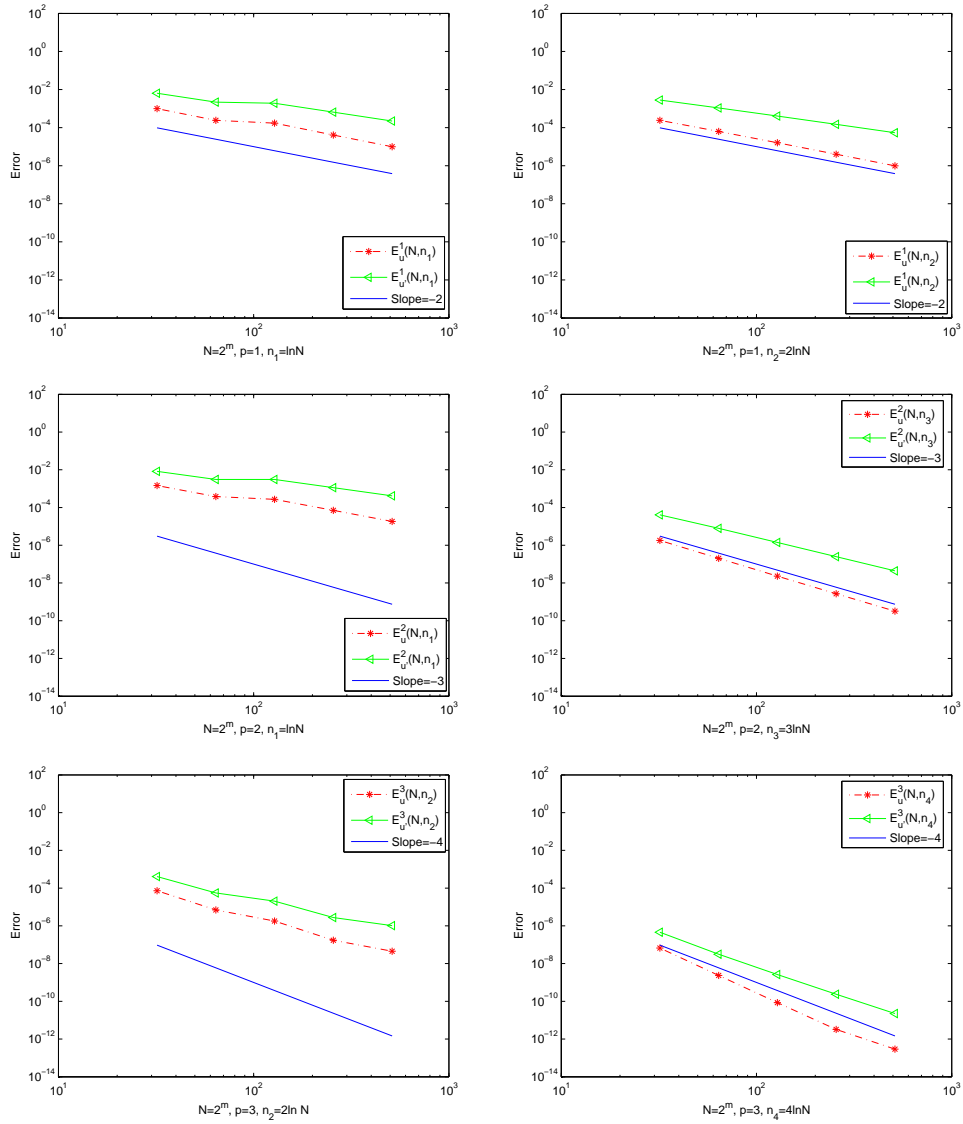 10^2
10^0
10^−2
10^−4
10^−6
10^−8
10^−10
10^−12
10^−14
Error
10^1 10^2 10^3
N=2^m, p=1, n_1=lnN
E_u^1(N,n_1)
E_u'^1(N,n_1)
Slope=−2
10^2
10^0
10^−2
10^−4
10^−6
10^−8
10^−10
10^−12
10^−14
Error
10^1 10^2 10^3
N=2^m, p=1, n_2=2lnN
E_u^1(N,n_2)
E_u'^1(N,n_2)
Slope=−2
10^2
10^0
10^−2
10^−4
10^−6
10^−8
10^−10
10^−12
10^−14
Error
10^1 10^2 10^3
N=2^m, p=2, n_1=lnN
E_u^2(N,n_1)
E_u'^2(N,n_1)
Slope=−3
10^2
10^0
10^−2
10^−4
10^−6
10^−8
10^−10
10^−12
10^−14
Error
10^1 10^2 10^3
N=2^m, p=2, n_3=3lnN
E_u^2(N,n_3)
E_u'^2(N,n_3)
Slope=−3
10^2
10^0
10^−2
10^−4
10^−6
10^−8
10^−10
10^−12
10^−14
Error
10^1 10^2 10^3
N=2^m, p=3, n_2=2ln N
E_u^3(N,n_2)
E_u'^3(N,n_2)
Slope=−4
10^2
10^0
10^−2
10^−4
10^−6
10^−8
10^−10
10^−12
10^−14
Error
10^1 10^2 10^3
N=2^m, p=3, n_4=4lnN
E_u^3(N,n_4)
E_u'^3(N,n_4)
Slope=−4